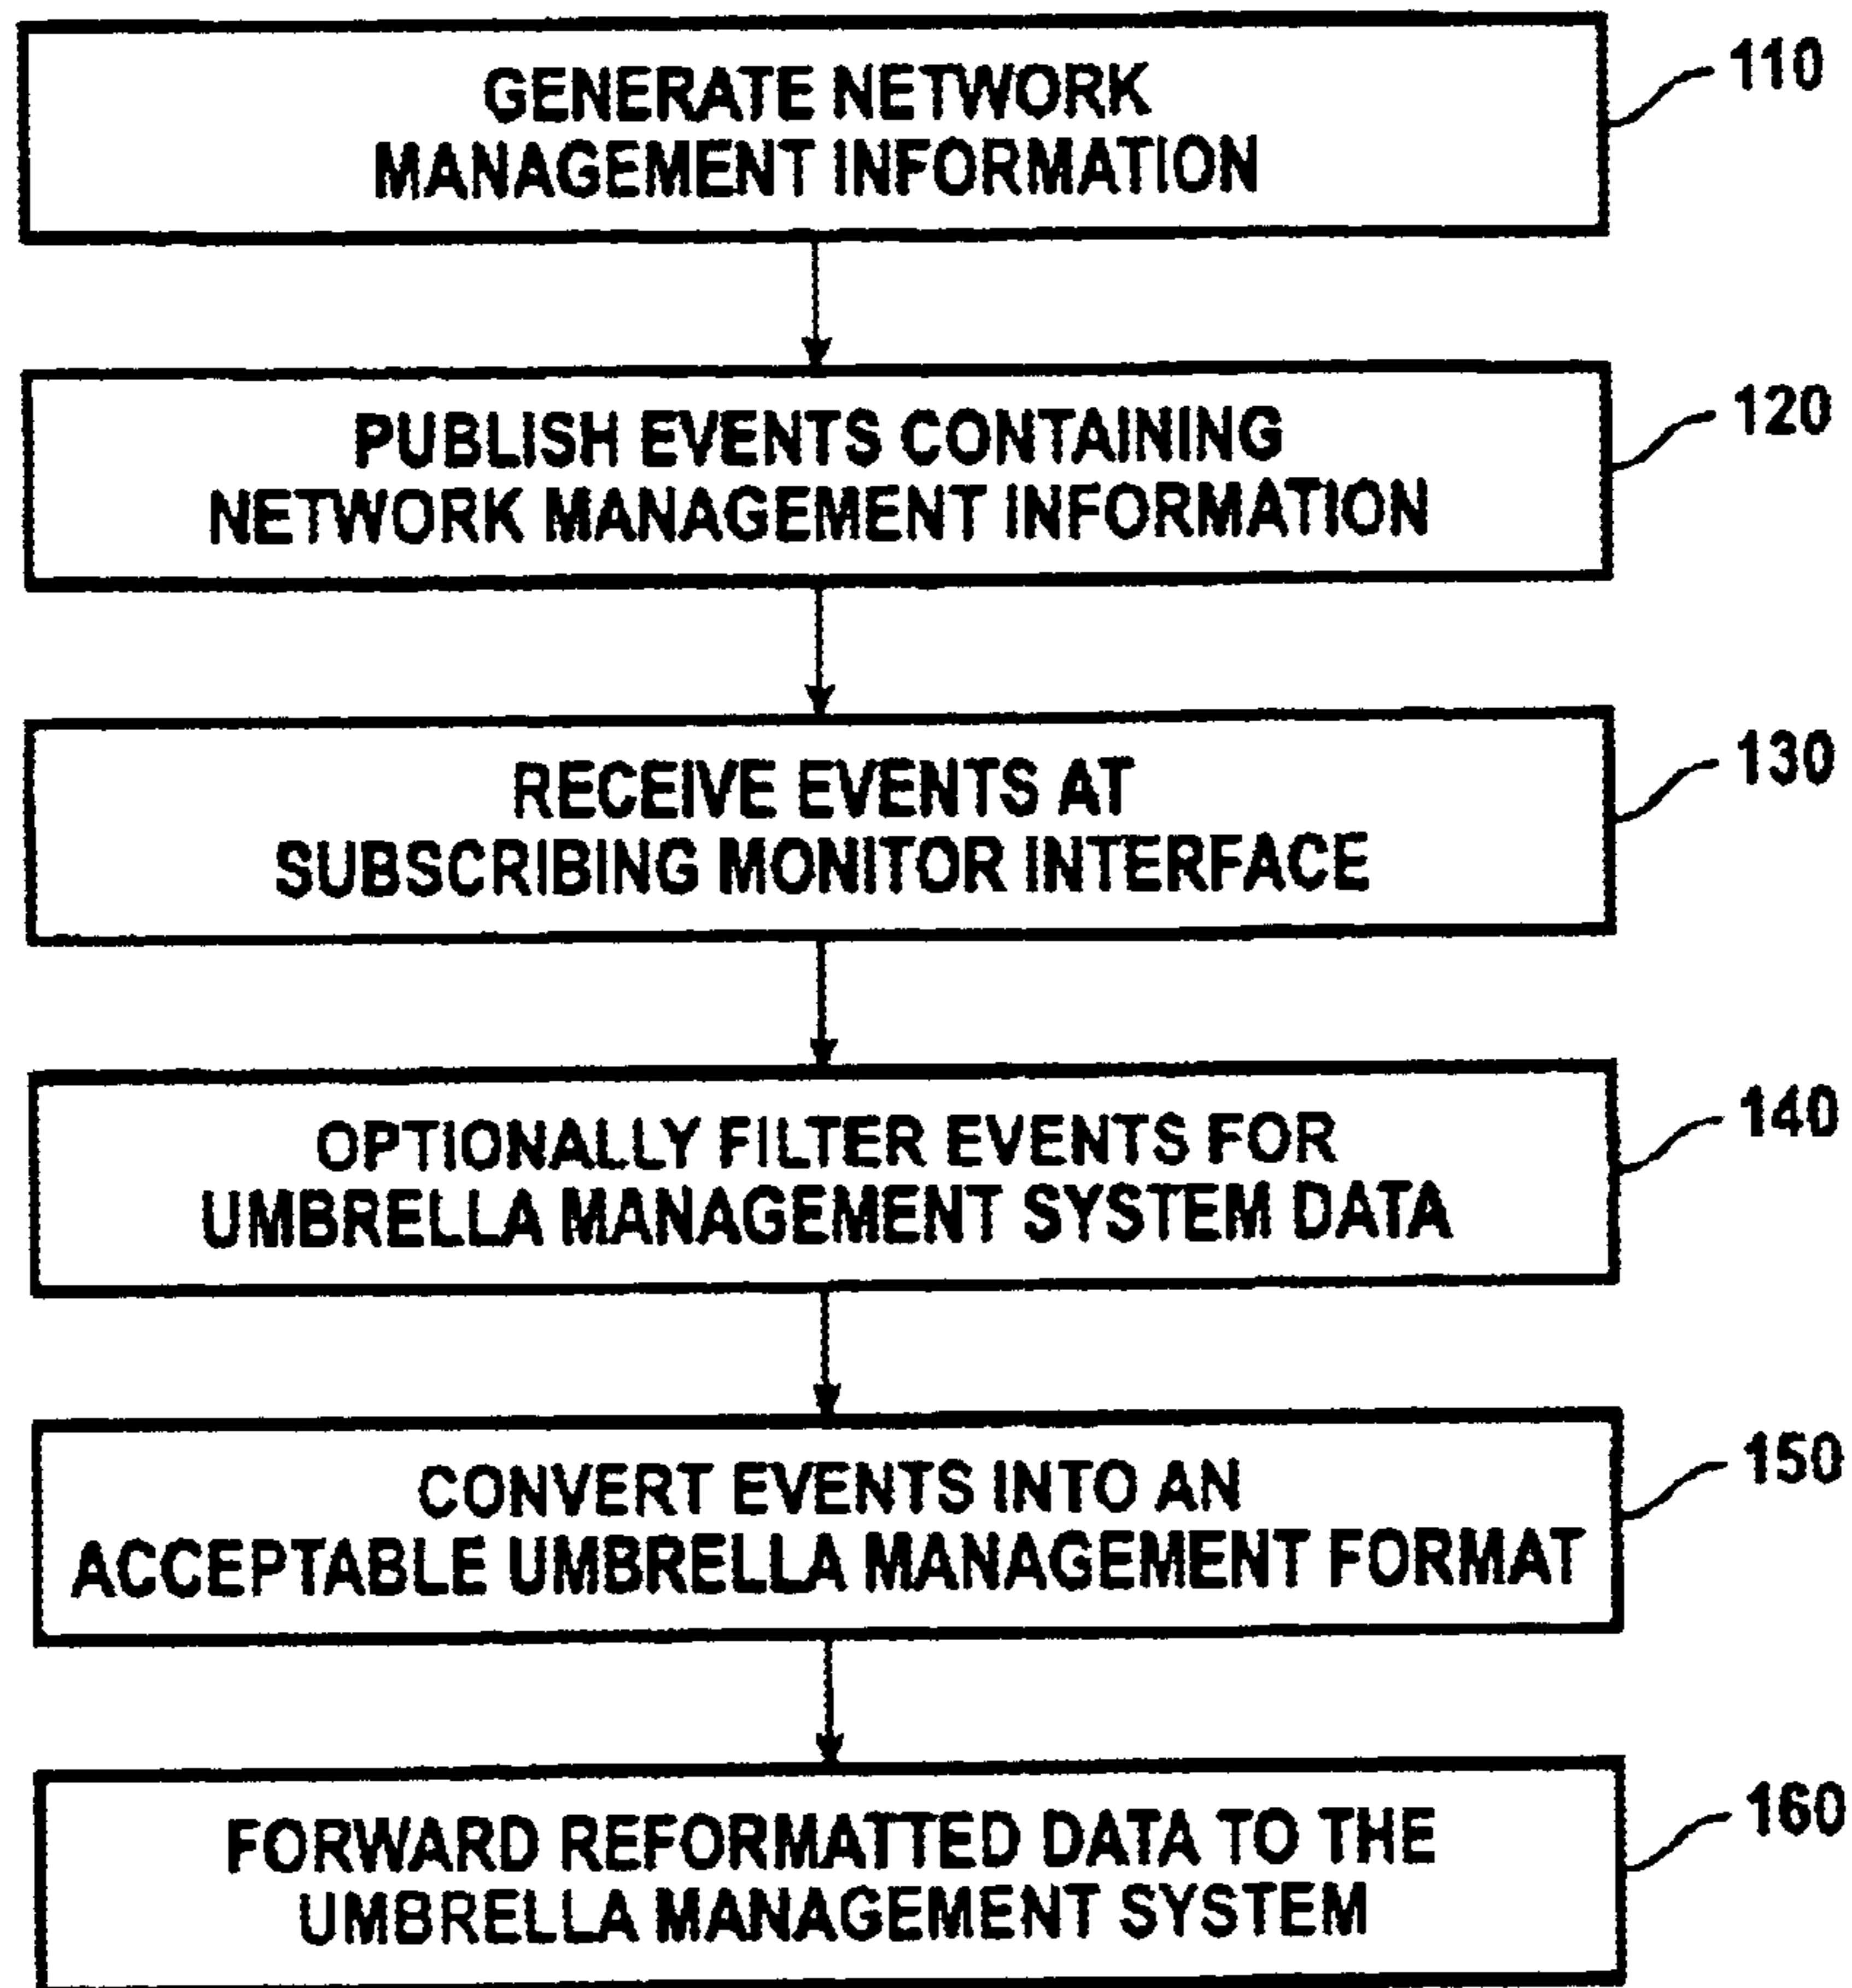 GENERATE NETWORK
MANAGEMENT INFORMATION
110
PUBLISH EVENTS CONTAINING
NETWORK MANAGEMENT INFORMATION
120
RECEIVE EVENTS AT
SUBSCRIBING MONITOR INTERFACE
130
OPTIONALLY FILTER EVENTS FOR
UMBRELLA MANAGEMENT SYSTEM DATA
140
CONVERT EVENTS INTO AN
ACCEPTABLE UMBRELLA MANAGEMENT FORMAT
150
FORWARD REFORMATTED DATA TO THE
UMBRELLA MANAGEMENT SYSTEM
160